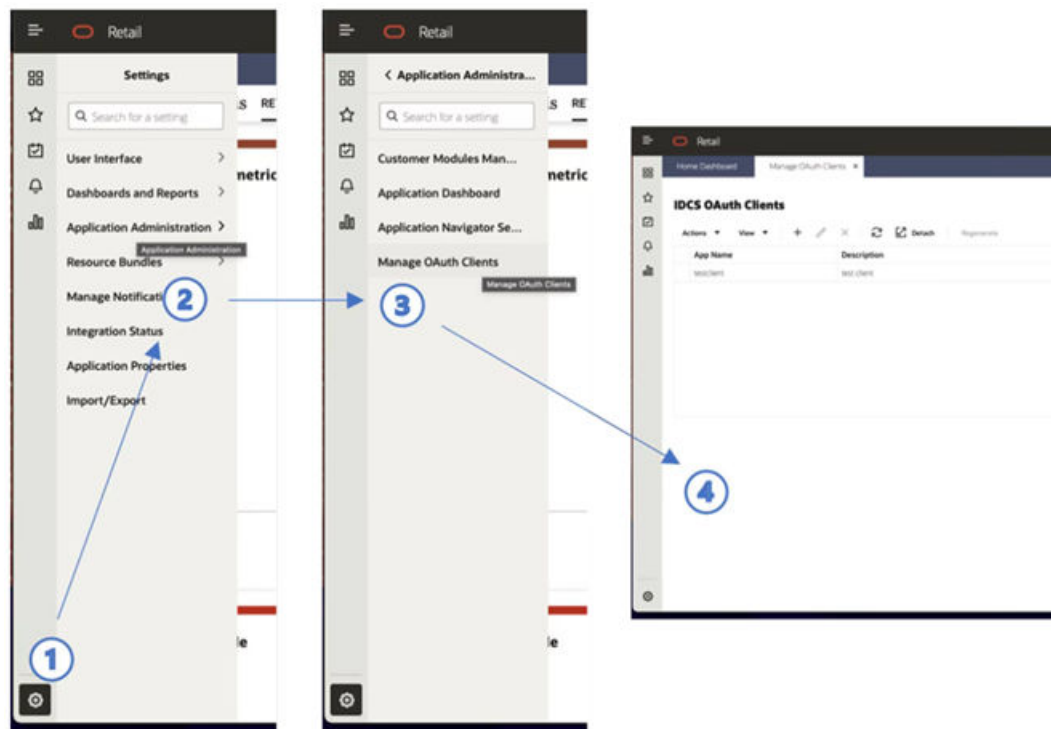 Retail
Settings
Search for a setting
User Interface
Dashboards and Reports
Application Administration
Application Administration
Resource Bundles
Manage Notificati
Integration Status
Application Properties
Import/Export
S RE
metric
le
1
2
Retail
Application Administra...
Search for a setting
Customer Modules Man...
Application Dashboard
Application Navigator Se...
Manage OAuth Clients
Manage OAuth Clients
S RE
metric
le
3
Retail
Home Dashboard Manage OAuth Clients
IDCS OAuth Clients
Actions View Detach Regenerate
App Name Description
testclient test client
4